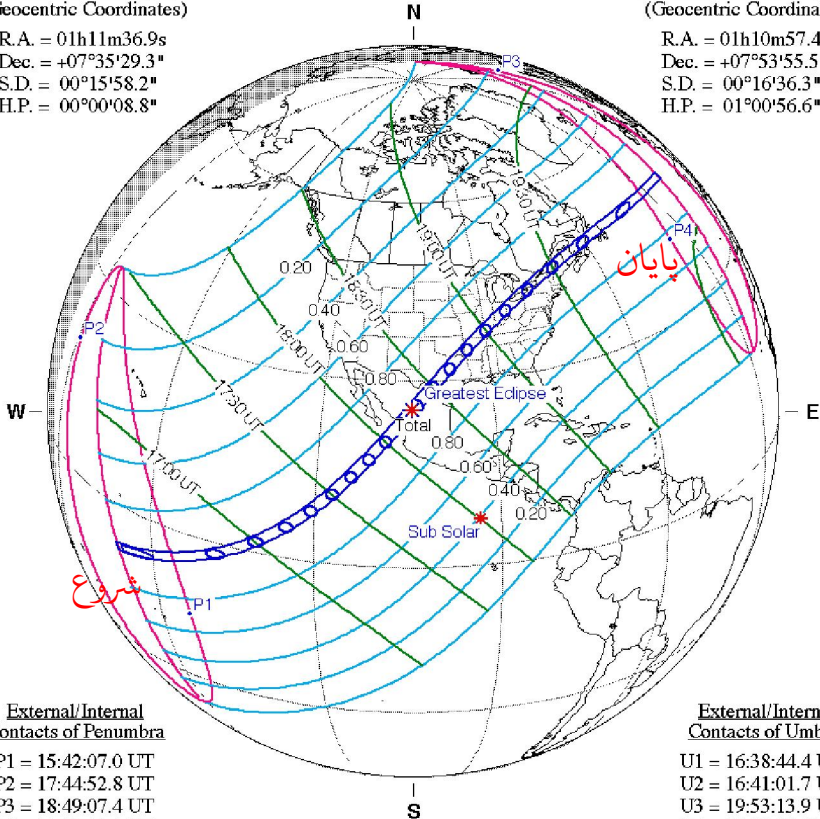 Geocentric Coordinates)
R.A. = 01h11m36.9s
Dec. = +07°35'29.3"
S.D. = 00°15'58.2"
H.P. = 00°00'08.8"
N
(Geocentric Coordina
R.A. = 01h10m57.4
Dec. = +07°53'55.5
S.D. = 00°16'36.3"
H.P. = 01°00'56.6"
P3
P4
پایان
19:30 UT
19:00 UT
18:30 UT
18:00 UT
17:30 UT
17:00 UT
0.20
0.40
0.60
0.80
P2
W
E
Greatest Edipse
Total
0.80
0.60
0.40
0.20
Sub Solar
شروع
P1
External/Internal
ontacts of Penumbra
P1 = 15:42:07.0 UT
P2 = 17:44:52.8 UT
P3 = 18:49:07.4 UT
S
External/Intern
Contacts of Umb
U1 = 16:38:44.4 U
U2 = 16:41:01.7 U
U3 = 19:53:13.9 U